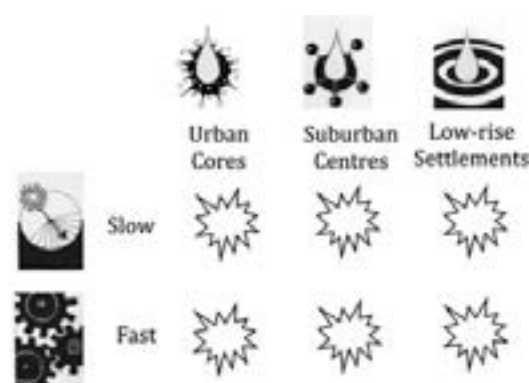 Urban
Cores
Suburban
Centres
Low-rise
Settlements
Slow
Fast